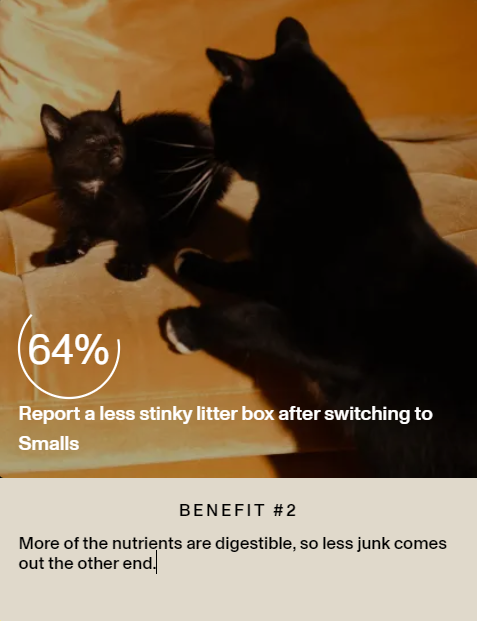 64%
Report a less stinky litter box after switching to
Smalls
BENEFIT #2
More of the nutrients are digestible, so less junk comes
out the other end.